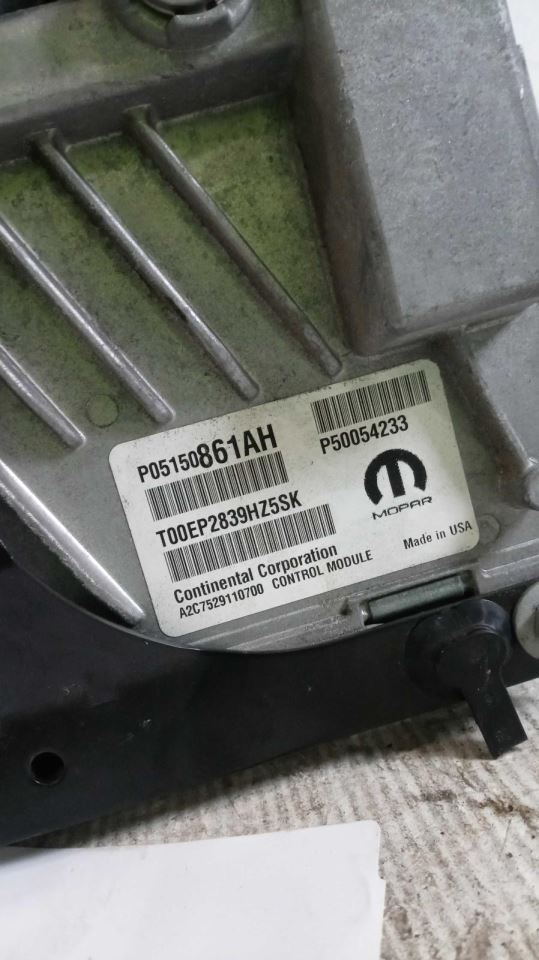 P05150861AH
P50054233
T00EP2839HZ5SK
MOPAR
Continental Corporation
A2C7529110700 CONTROL MODULE
Made in USA